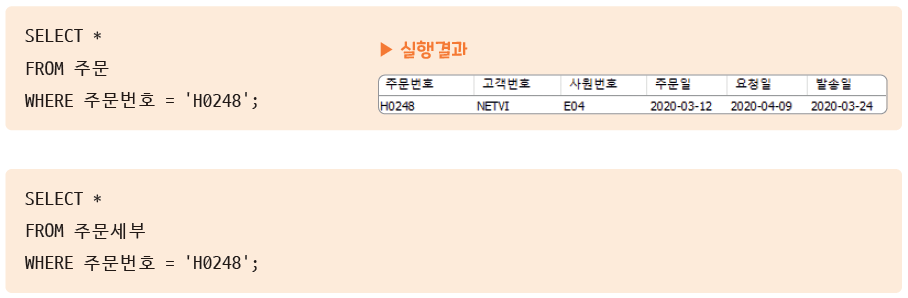 SELECT *
FROM 주문
WHERE 주문번호 = 'H0248';
▶ 실행결과
주문번호 고객번호 사원번호 주문일 요청일 발송일
H0248 NETVI E04 2020-03-12 2020-04-09 2020-03-24
SELECT *
FROM 주문세부
WHERE 주문번호 = 'H0248';